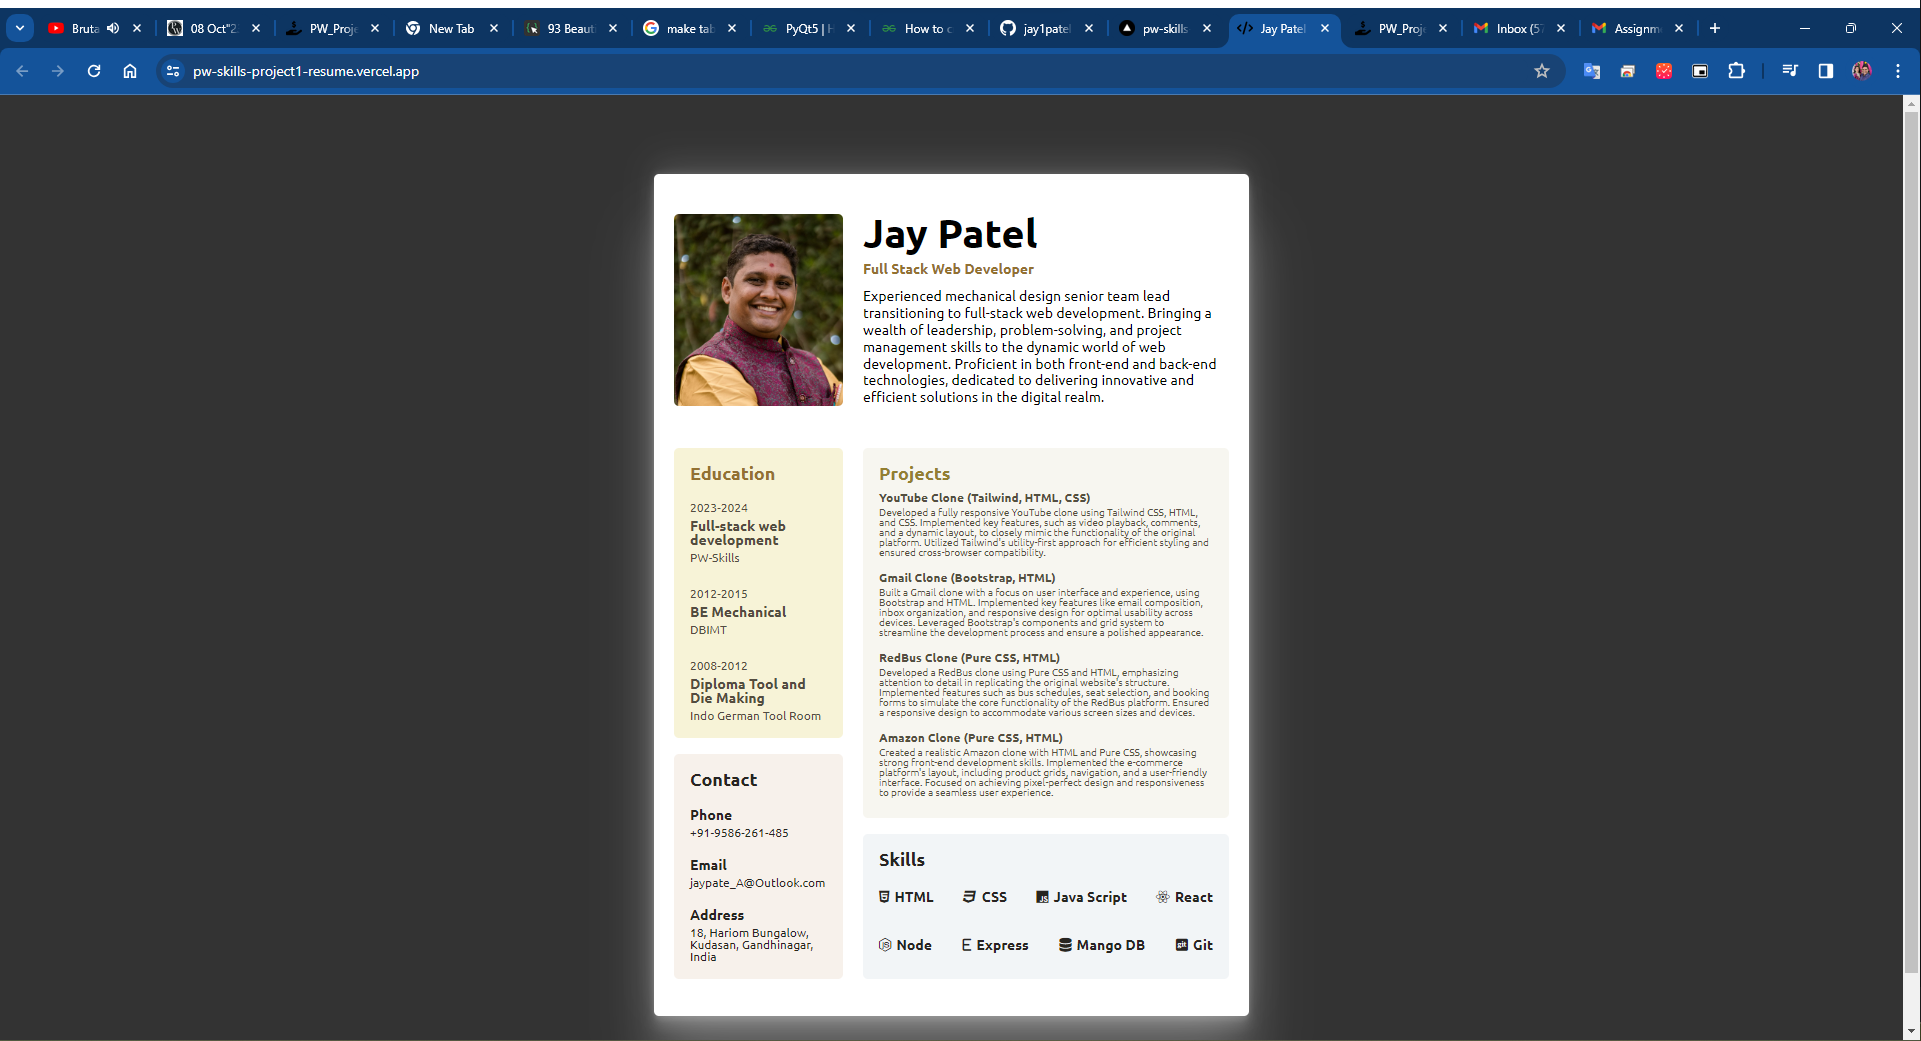 Bruta
08 Oct"2
PW_Proje
New Tab
93 Beaut
make tab
PyQt5 | H
How to c
jay1patel
pw-skills
Jay Patel
PW_Proje
Inbox (57
Assignm
pw-skills-project1-resume.vercel.app
Jay Patel
Full Stack Web Developer
Experienced mechanical design senior team lead
transitioning to full-stack web development. Bringing a
wealth of leadership, problem-solving, and project
management skills to the dynamic world of web
development. Proficient in both front-end and back-end
technologies, dedicated to delivering innovative and
efficient solutions in the digital realm.
Education
2023-2024
Full-stack web
development
PW-Skills
2012-2015
BE Mechanical
DBIMT
2008-2012
Diploma Tool and
Die Making
Indo German Tool Room
Contact
Phone
+91-9586-261-485
Email
jaypate_A@Outlook.com
Address
18, Hariom Bungalow,
Kudasan, Gandhinagar,
India
Projects
YouTube Clone (Tailwind, HTML, CSS)
Developed a fully responsive YouTube clone using Tailwind CSS, HTML,
and CSS. Implemented key features, such as video playback, comments,
and a dynamic layout, to closely mimic the functionality of the original
platform. Utilized Tailwind's utility-first approach for efficient styling and
ensured cross-browser compatibility.
Gmail Clone (Bootstrap, HTML)
Built a Gmail clone with a focus on user interface and experience, using
Bootstrap and HTML. Implemented key features like email composition,
inbox organization, and responsive design for optimal usability across
devices. Leveraged Bootstrap's components and grid system to
streamline the development process and ensure a polished appearance.
RedBus Clone (Pure CSS, HTML)
Developed a RedBus clone using Pure CSS and HTML, emphasizing
attention to detail in replicating the original website's structure.
Implemented features such as bus schedules, seat selection, and booking
forms to simulate the core functionality of the RedBus platform. Ensured
a responsive design to accommodate various screen sizes and devices.
Amazon Clone (Pure CSS, HTML)
Created a realistic Amazon clone with HTML and Pure CSS, showcasing
strong front-end development skills. Implemented the e-commerce
platform's layout, including product grids, navigation, and a user-friendly
interface. Focused on achieving pixel-perfect design and responsiveness
to provide a seamless user experience.
Skills
HTML CSS Java Script React
Node Express Mango DB Git